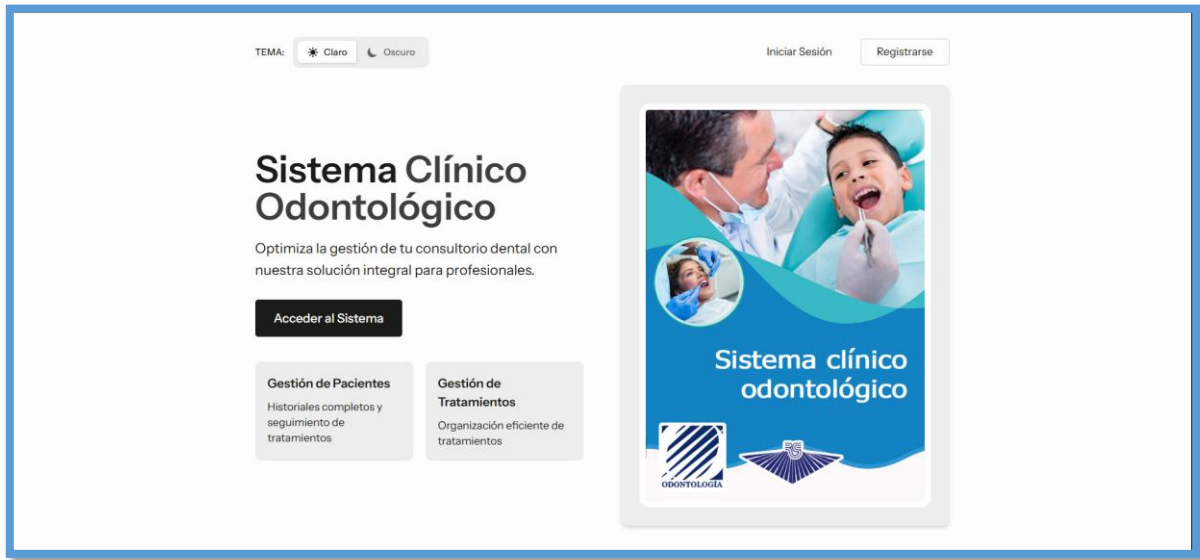 TEMA: Claro Oscuro
Iniciar Sesión Registrarse
Sistema Clínico
Odontológico
Optimiza la gestión de tu consultorio dental con
nuestra solución integral para profesionales.
Acceder al Sistema
Gestión de Pacientes
Historiales completos y
seguimiento de
tratamientos
Gestión de
Tratamientos
Organización eficiente de
tratamientos
Sistema clínico
odontológico
ODONTOLOGÍA